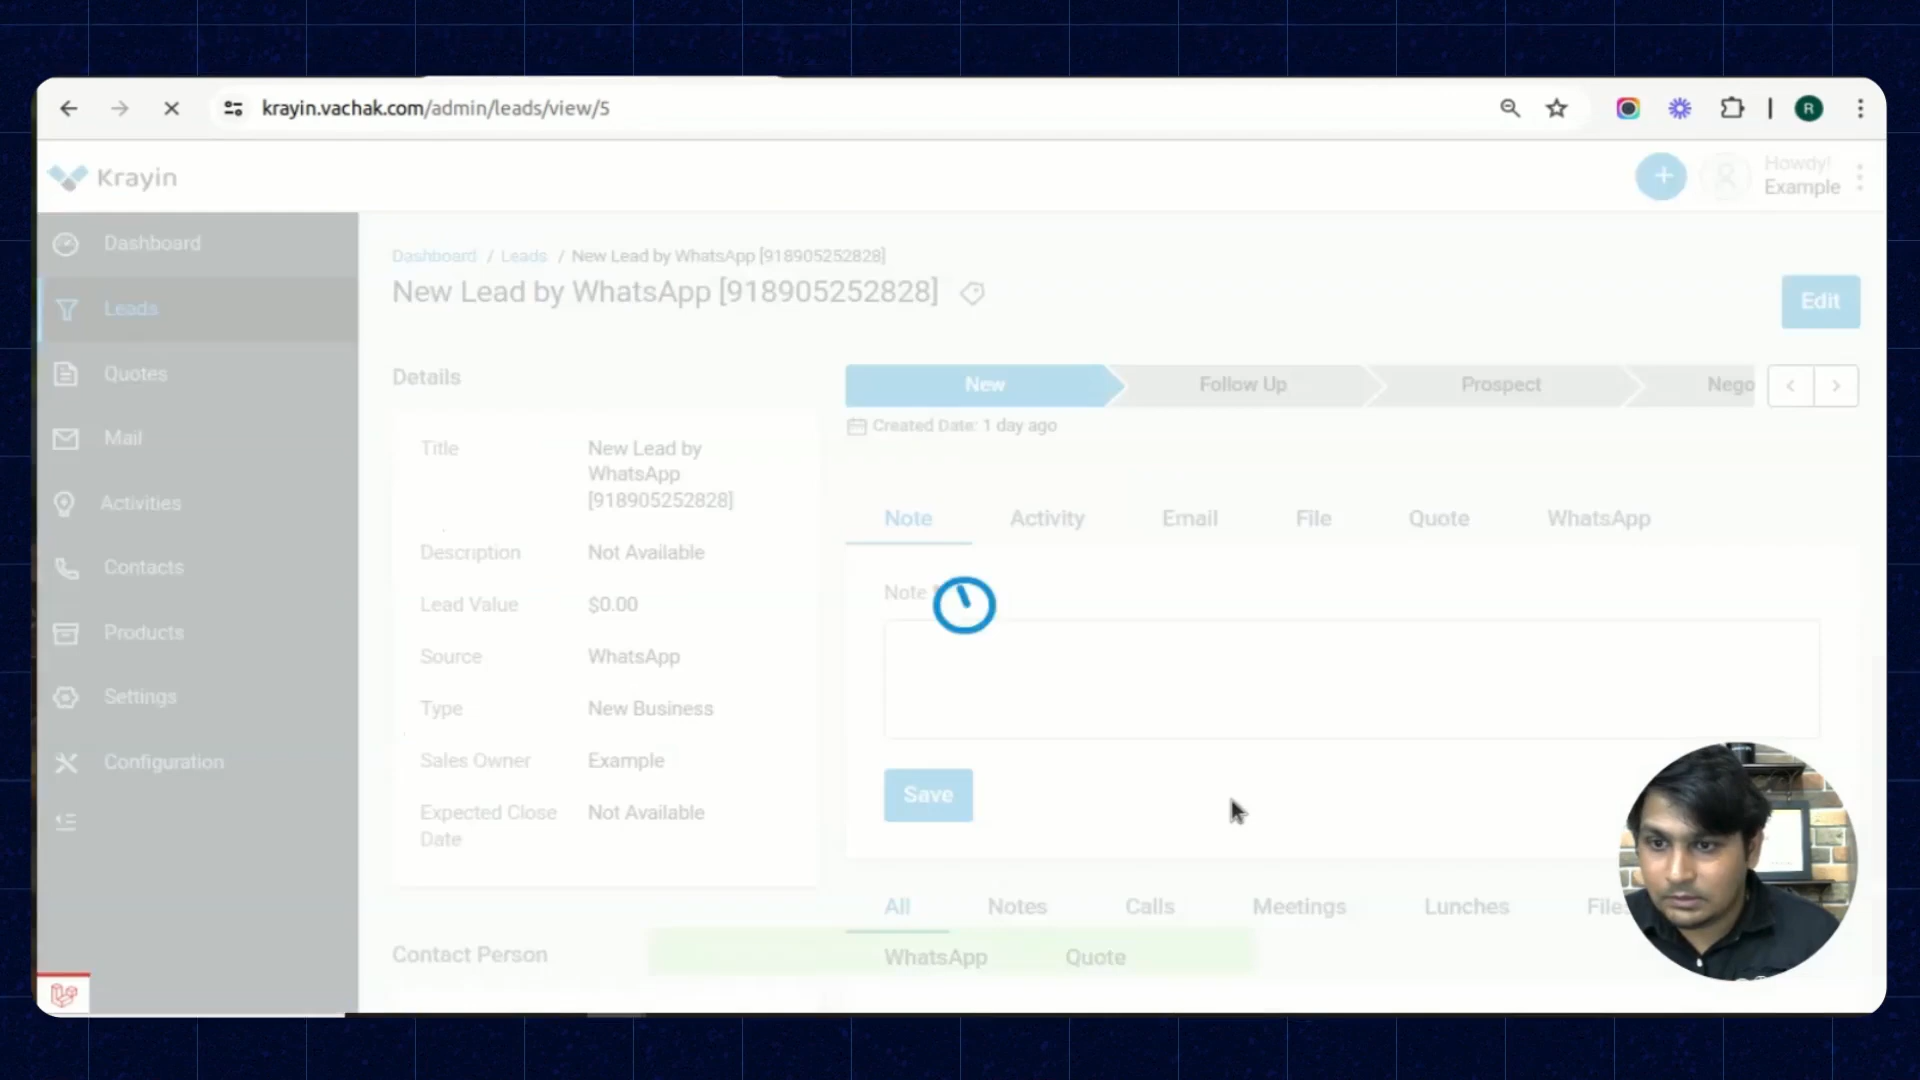 krayin.vachak.com/admin/leads/view/5
R
Krayin
Howdy!
Example
Dashboard
Leads
Quotes
Mail
Activities
Contacts
Products
Settings
Configuration
Dashboard / Leads / New Lead by WhatsApp [918905252828]
New Lead by WhatsApp [918905252828]
Edit
Details
Title
New Lead by
WhatsApp
[918905252828]
Description Not Available
Lead Value $0.00
Source WhatsApp
Type New Business
Sales Owner Example
Expected Close Not Available
Date
Contact Person
New Follow Up Prospect Nego
Created Date: 1 day ago
Note Activity Email File Quote WhatsApp
Note
Save
All Notes Calls Meetings Lunches File
WhatsApp Quote